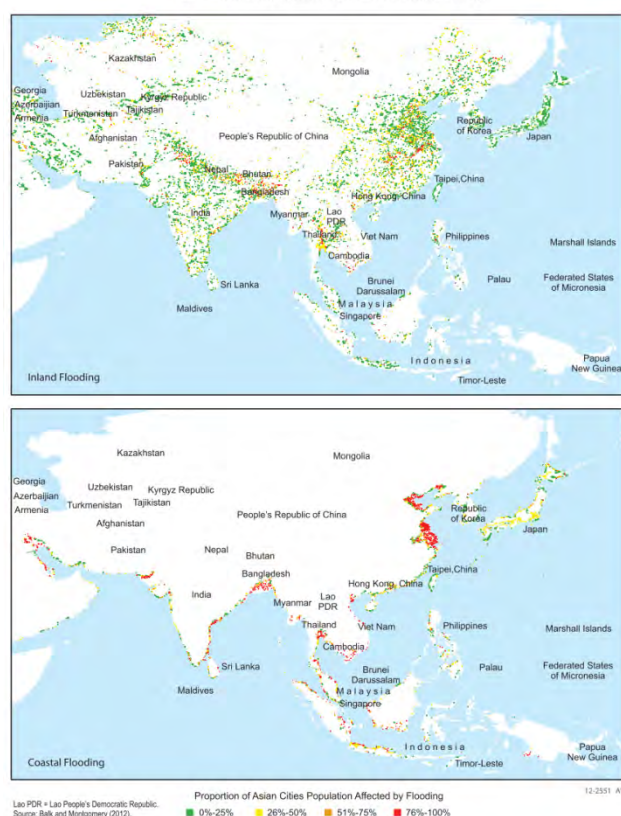 Kazakhstan
Mongolia
Georgia
Uzbekistan
Kyrgyz Republic
Azerbaijan
Turkmenistan
Tajikistan
Armenia
Republic
of Korea
Japan
Afghanistan
People's Republic of China
Pakistan
Nepal
Bhutan
Taipei,China
Bangladesh
Hong Kong, China
India
Myanmar
Lao
PDR
Thailand
Viet Nam
Philippines
Marshall Islands
Cambodia
Sri Lanka
Brunei
Darussalam
Palau
Federated States
of Micronesia
Maldives
Malaysia
Singapore
Indonesia
Papua
New Guinea
Timor-Leste
Inland Flooding
Kazakhstan
Mongolia
Georgia
Uzbekistan
Kyrgyz Republic
Azerbaijan
Turkmenistan
Tajikistan
Armenia
Republic
of Korea
Japan
Afghanistan
People's Republic of China
Pakistan
Nepal
Bhutan
Taipei,China
Bangladesh
Hong Kong, China
India
Myanmar
Lao
PDR
Thailand
Viet Nam
Philippines
Marshall Islands
Cambodia
Sri Lanka
Brunei
Darussalam
Palau
Federated States
of Micronesia
Maldives
Malaysia
Singapore
Indonesia
Papua
New Guinea
Timor-Leste
Coastal Flooding
12-2551
Proportion of Asian Cities Population Affected by Flooding
Lao PDR = Lao People's Democratic Republic.
Source: Balk and Montgomery (2012).
0%-25% 26%-50% 51%-75% 76%-100%